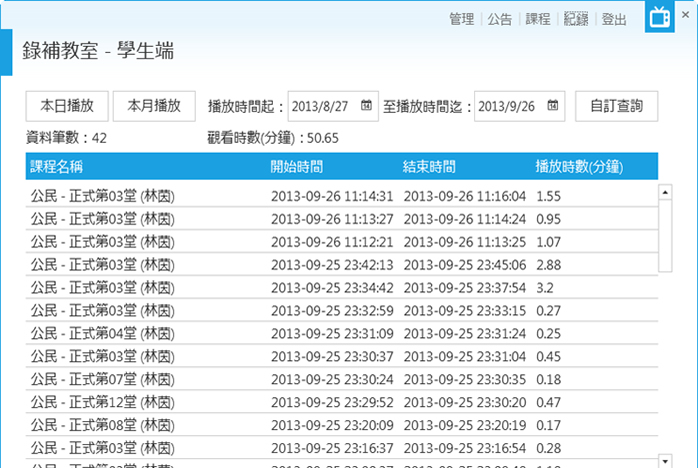 管理 | 公告 | 課程 | 紀錄 | 登出
錄補教室 - 學生端
本日播放 本月播放 播放時間起： 2013/8/27 至播放時間迄： 2013/9/26 自訂查詢
資料筆數：42 觀看時數(分鐘)：50.65
課程名稱 開始時間 結束時間 播放時數(分鐘)
公民 - 正式第03堂 (林茵) 2013-09-26 11:14:31 2013-09-26 11:16:04 1.55
公民 - 正式第03堂 (林茵) 2013-09-26 11:13:27 2013-09-26 11:14:24 0.95
公民 - 正式第03堂 (林茵) 2013-09-26 11:12:21 2013-09-26 11:13:25 1.07
公民 - 正式第03堂 (林茵) 2013-09-25 23:42:13 2013-09-25 23:45:06 2.88
公民 - 正式第03堂 (林茵) 2013-09-25 23:34:42 2013-09-25 23:37:54 3.2
公民 - 正式第03堂 (林茵) 2013-09-25 23:32:59 2013-09-25 23:33:15 0.27
公民 - 正式第04堂 (林茵) 2013-09-25 23:31:09 2013-09-25 23:31:24 0.25
公民 - 正式第03堂 (林茵) 2013-09-25 23:30:37 2013-09-25 23:31:04 0.45
公民 - 正式第07堂 (林茵) 2013-09-25 23:30:24 2013-09-25 23:30:35 0.18
公民 - 正式第12堂 (林茵) 2013-09-25 23:29:52 2013-09-25 23:30:20 0.47
公民 - 正式第08堂 (林茵) 2013-09-25 23:20:09 2013-09-25 23:20:19 0.17
公民 - 正式第03堂 (林茵) 2013-09-25 23:16:37 2013-09-25 23:16:54 0.28